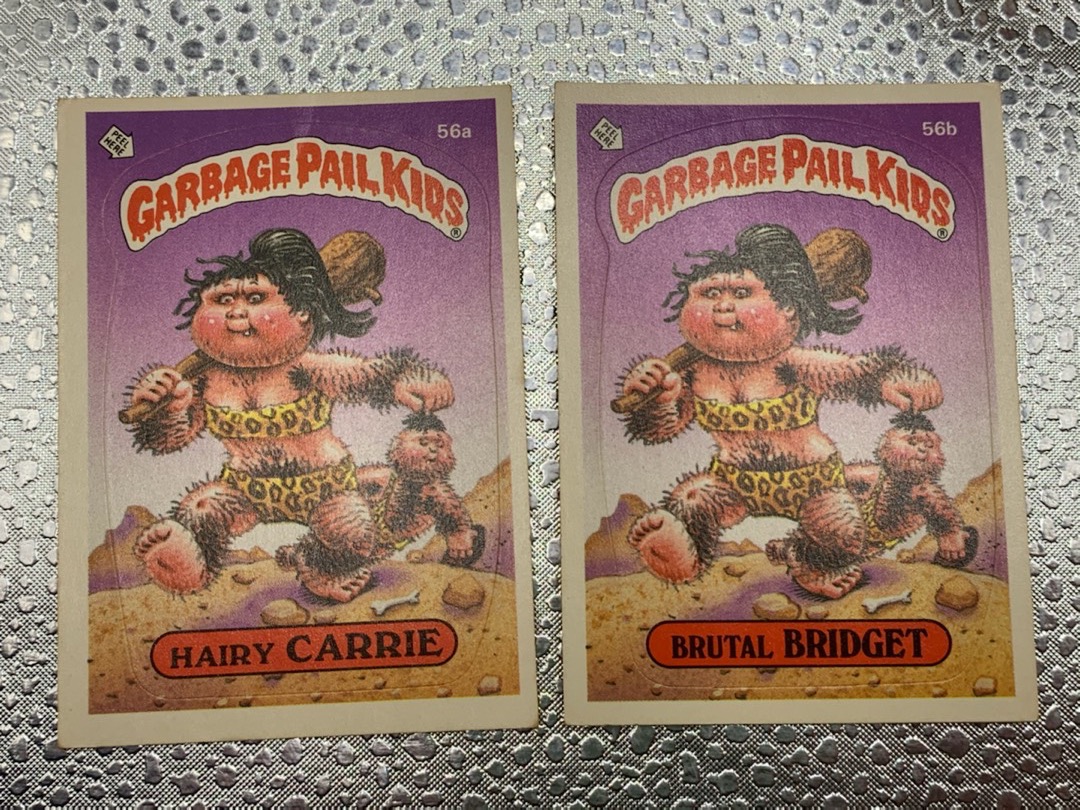 PEEL HERE
56a
GARBAGE PAIL KIDS®
HAIRY CARRIE
PEEL HERE
56b
GARBAGE PAIL KIDS®
BRUTAL BRIDGET